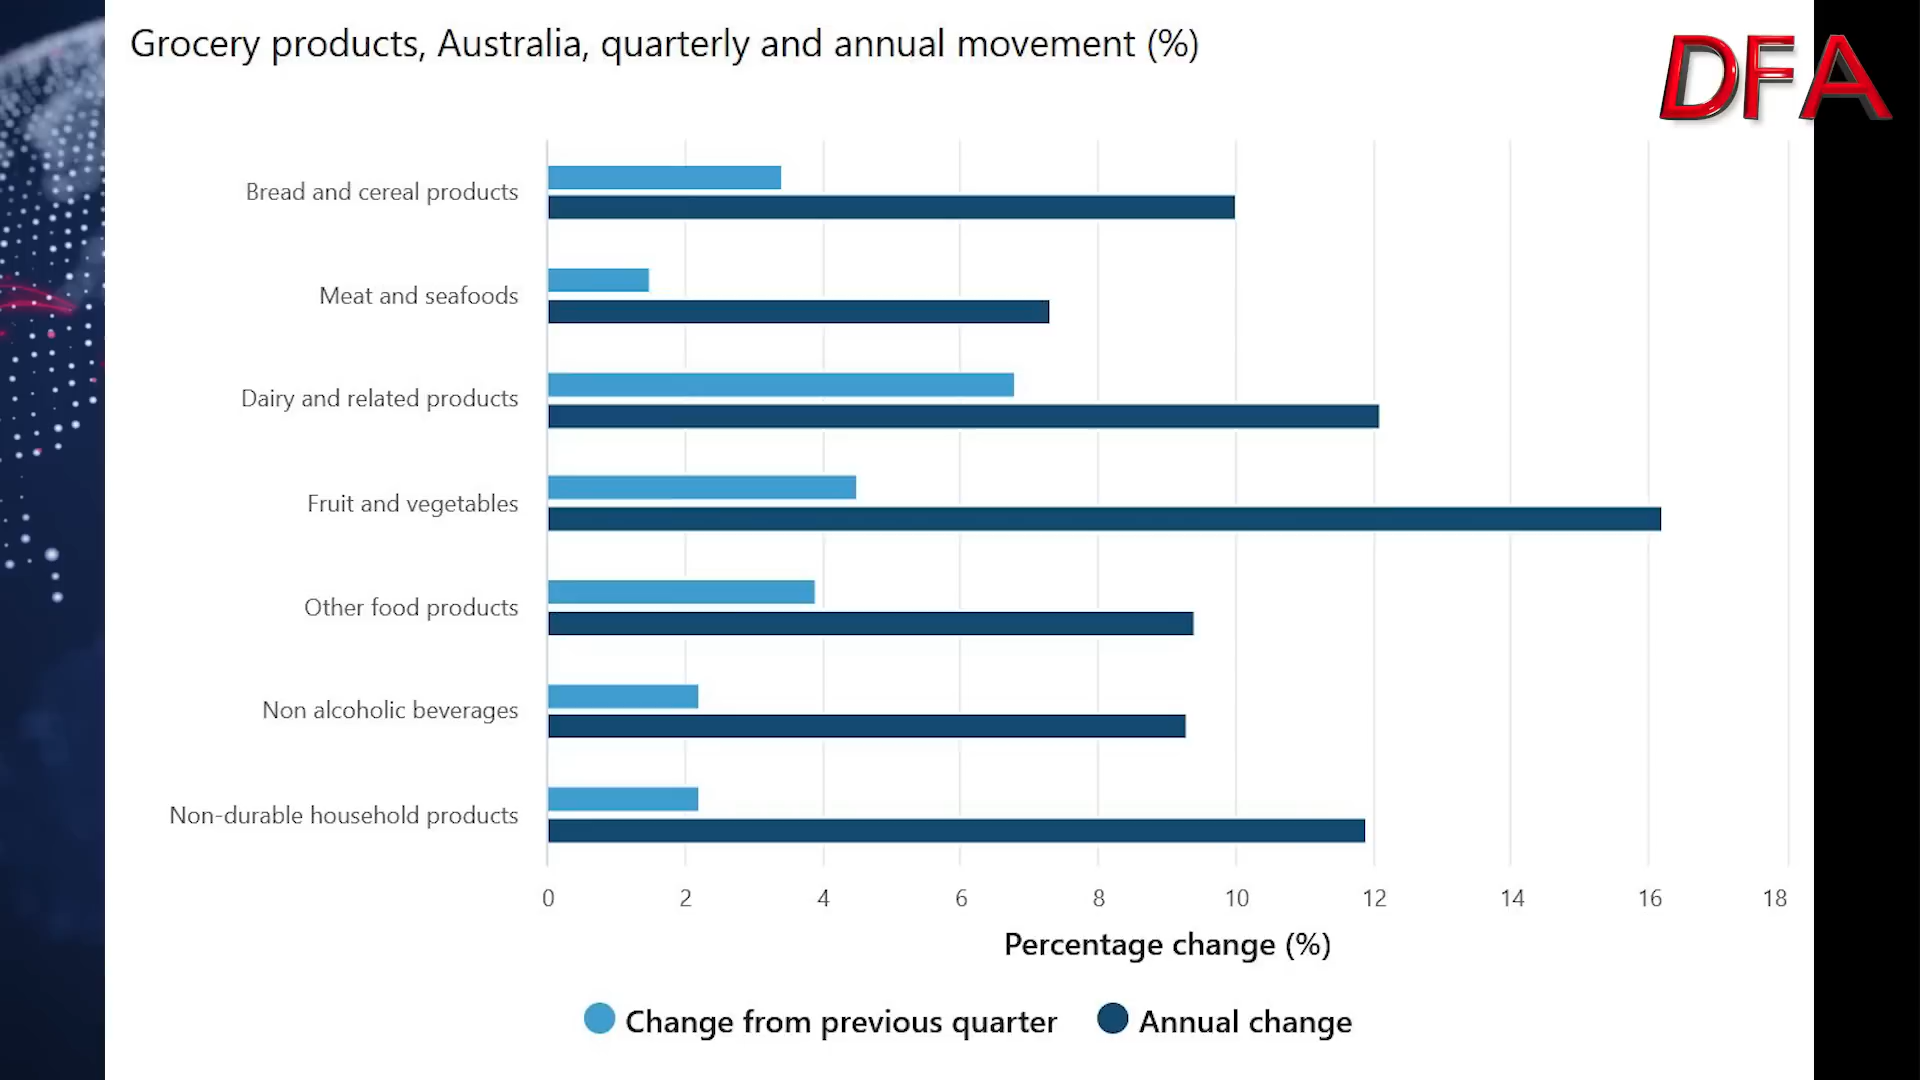 Grocery products, Australia, quarterly and annual movement (%)
DFA
Bread and cereal products
Meat and seafoods
Dairy and related products
Fruit and vegetables
Other food products
Non alcoholic beverages
Non-durable household products
0 2 4 6 8 10 12 14 16 18
Percentage change (%)
Change from previous quarter Annual change